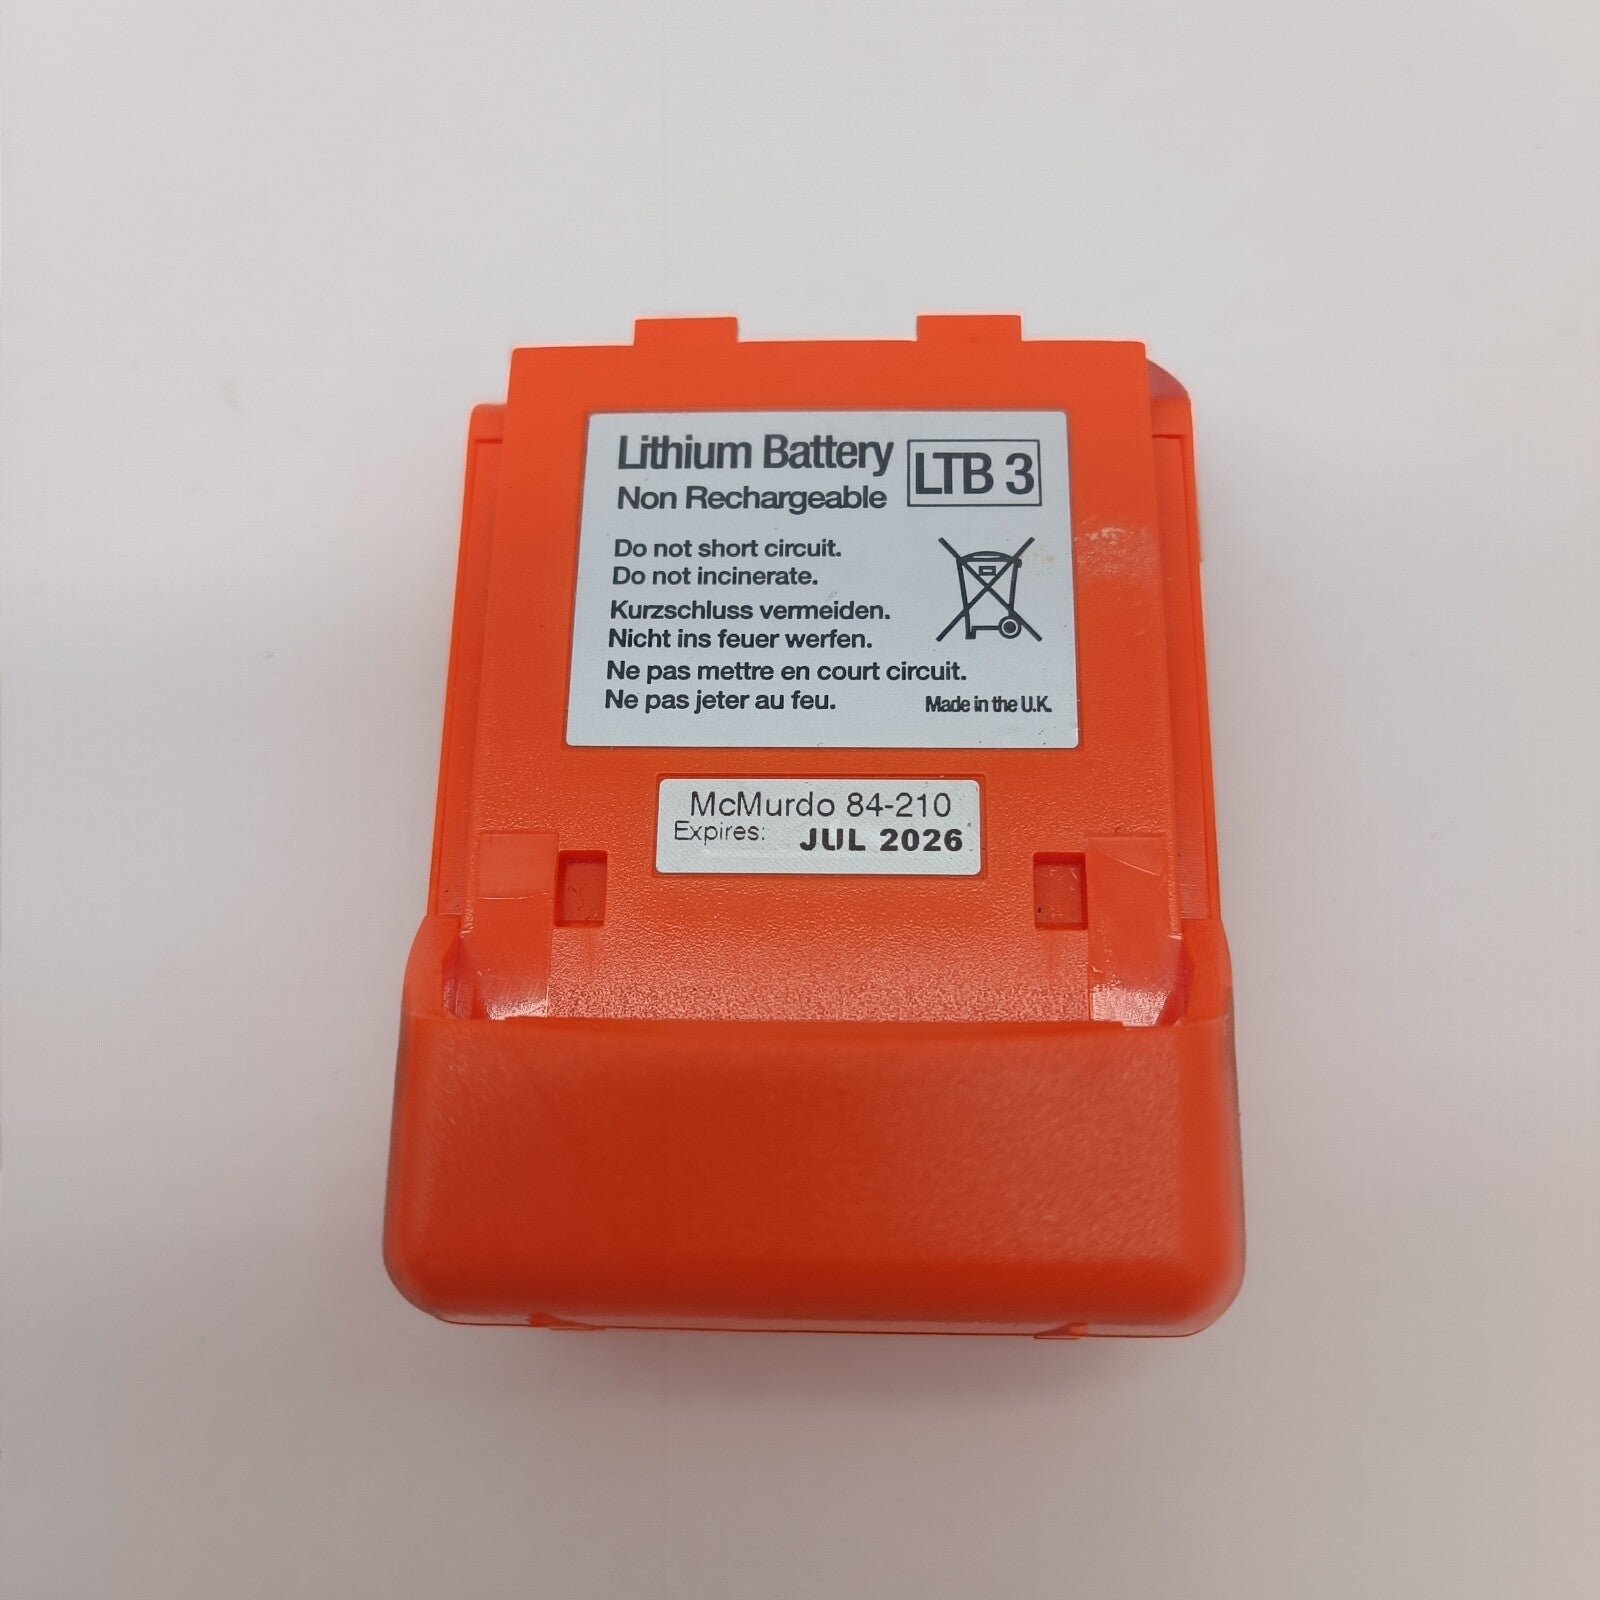 Lithium Battery
LTB 3
Non Rechargeable
Do not short circuit.
Do not incinerate.
Kurzschluss vermeiden.
Nicht ins feuer werfen.
Ne pas mettre en court circuit.
Ne pas jeter au feu.
Made in the U.K.
McMurdo 84-210
Expires: JUL 2026